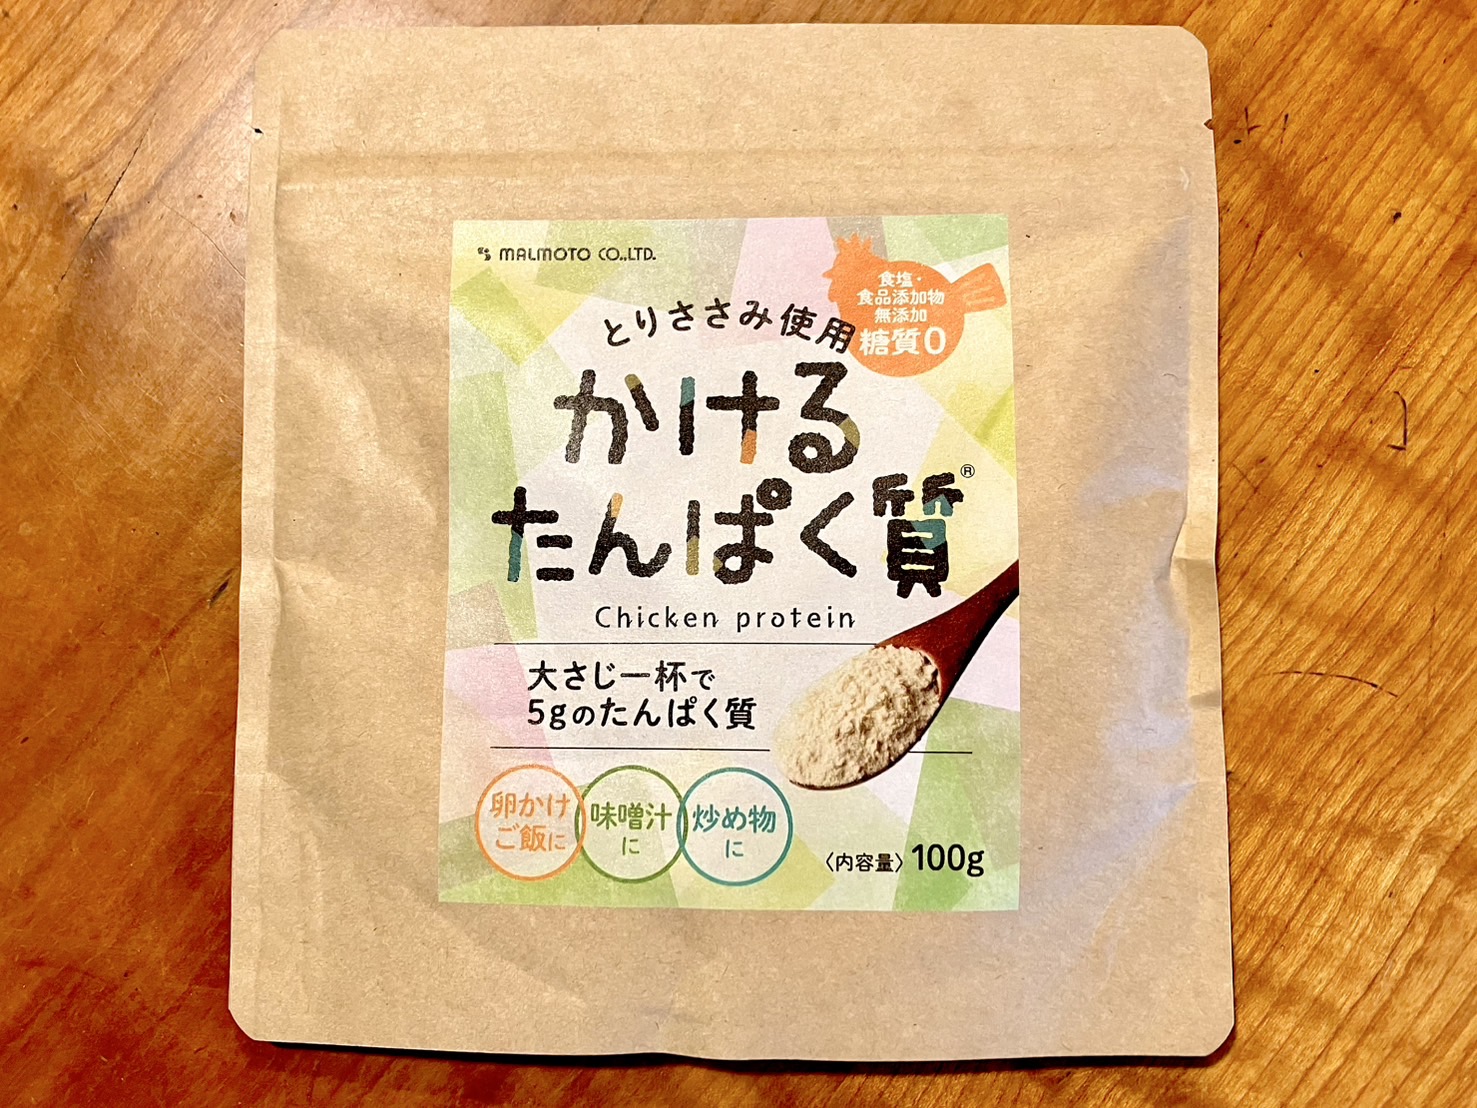 MALMOTO CO.,LTD.
食塩・
食品添加物
無添加
糖質0
とりささみ使用
かける
たんぱく質®
Chicken protein
大さじ一杯で
5gのたんぱく質
卵かけ
ご飯に
味噌汁
に
炒め物
に
〈内容量〉100g